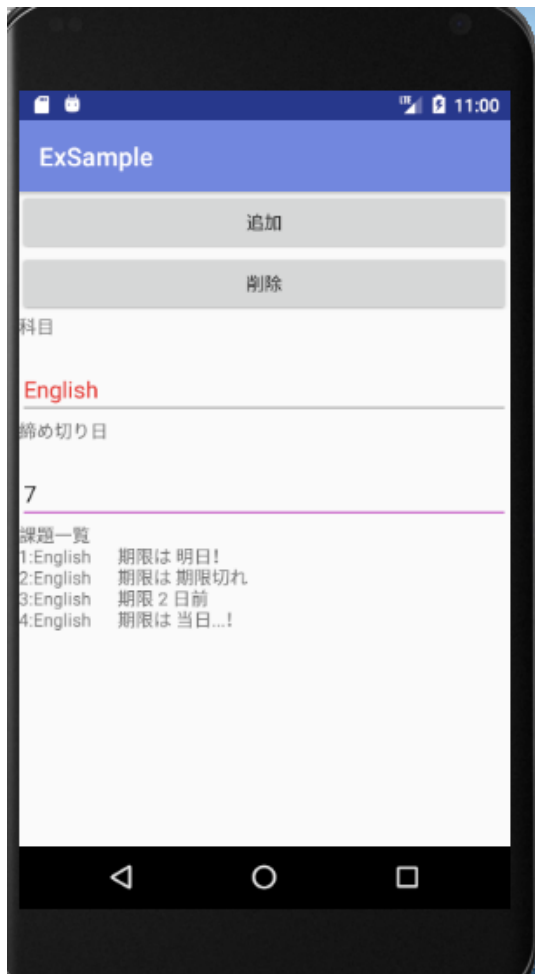 LTE 11:00
ExSample
追加
削除
科目
English
締め切り日
7
課題一覧
1:English 期限は 明日!
2:English 期限は 期限切れ
3:English 期限 2 日前
4:English 期限は 当日...!